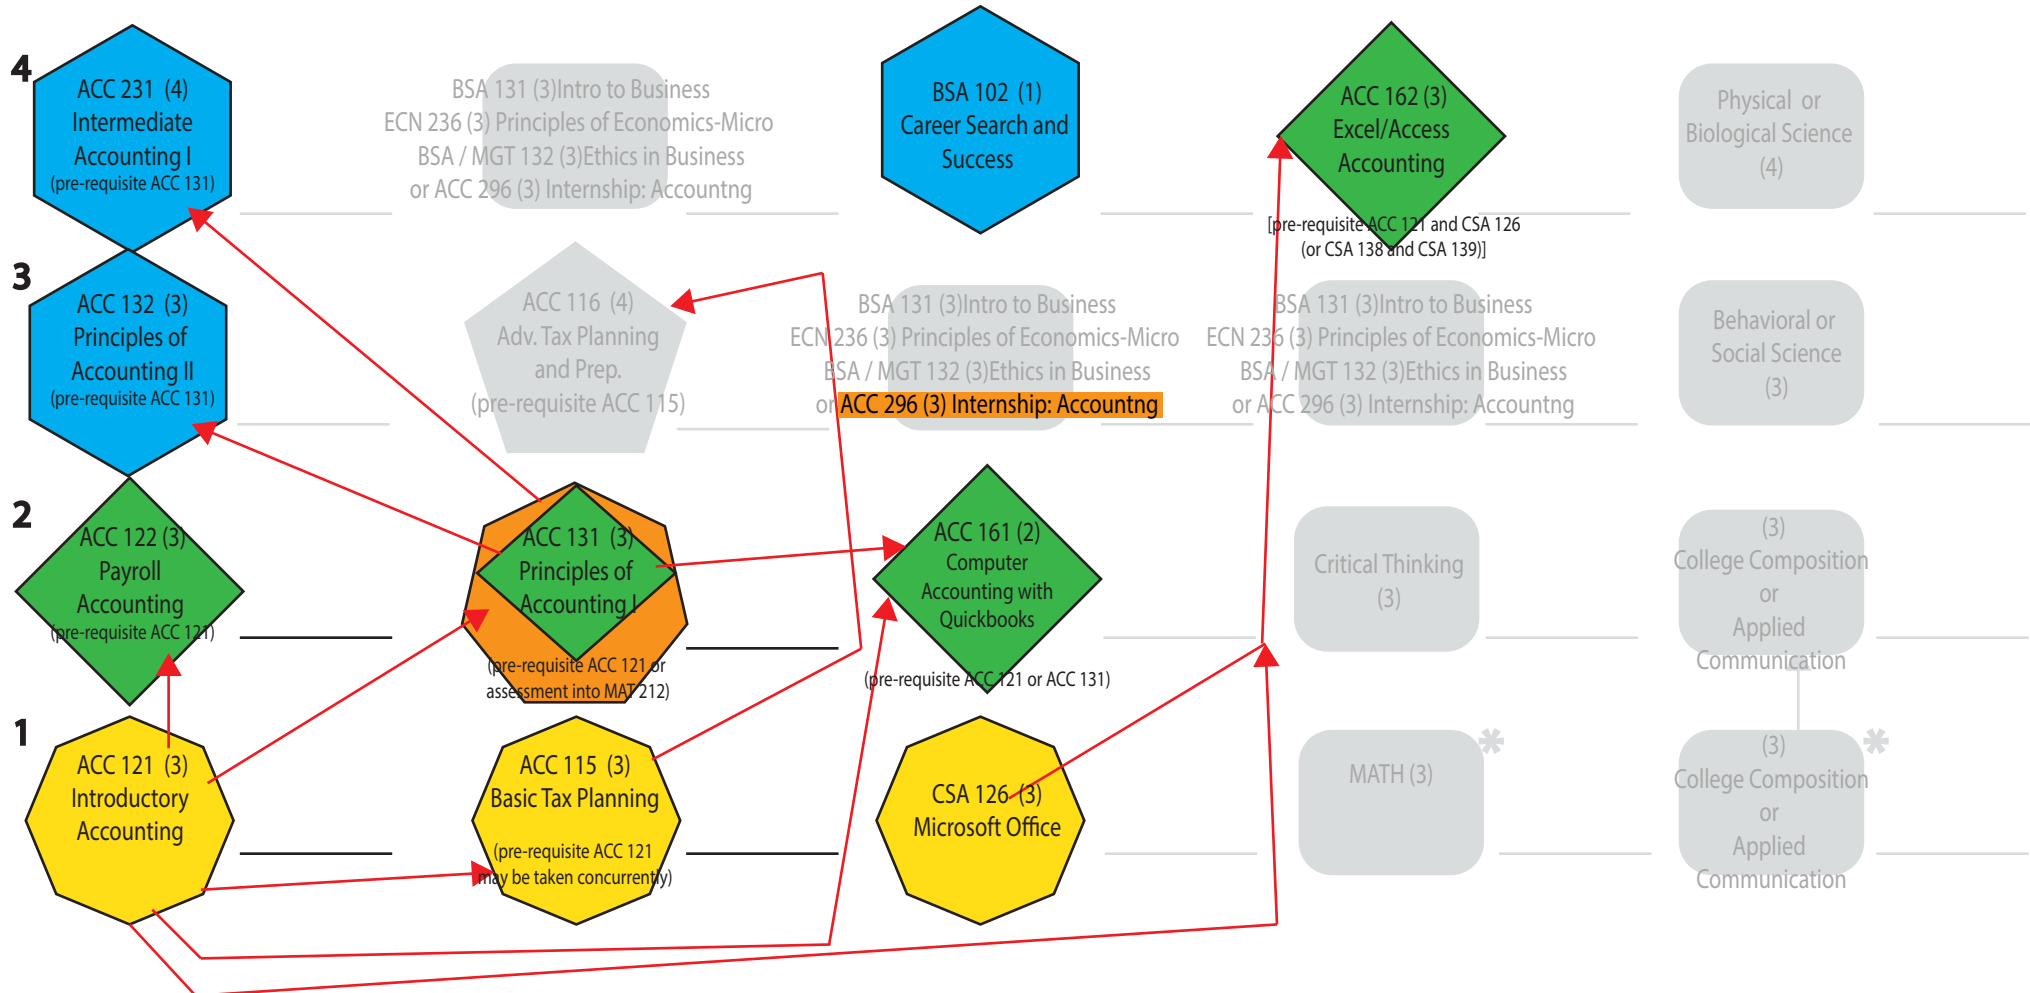 4
ACC 231 (4)
Intermediate
Accounting I
(pre-requisite ACC 131)
BSA 131 (3)Intro to Business
ECN 236 (3) Principles of Economics-Micro
BSA / MGT 132 (3)Ethics in Business
or ACC 296 (3) Internship: Accountng
BSA 102 (1)
Career Search and
Success
ACC 162 (3)
Excel/Access
Accounting
[pre-requisite ACC 121 and CSA 126
(or CSA 138 and CSA 139)]
Physical or
Biological Science
(4)
3
ACC 132 (3)
Principles of
Accounting II
(pre-requisite ACC 131)
ACC 116 (4)
Adv. Tax Planning
and Prep.
(pre-requisite ACC 115)
BSA 131 (3)Intro to Business
ECN 236 (3) Principles of Economics-Micro
BSA / MGT 132 (3)Ethics in Business
or ACC 296 (3) Internship: Accountng
BSA 131 (3)Intro to Business
ECN 236 (3) Principles of Economics-Micro
BSA / MGT 132 (3)Ethics in Business
or ACC 296 (3) Internship: Accountng
Behavioral or
Social Science
(3)
2
ACC 122 (3)
Payroll
Accounting
(pre-requisite ACC 121)
ACC 131 (3)
Principles of
Accounting I
(pre-requisite ACC 121 or
assessment into MAT 212)
ACC 161 (2)
Computer
Accounting with
Quickbooks
(pre-requisite ACC 121 or ACC 131)
Critical Thinking
(3)
(3)
College Composition
or
Applied
Communication
1
ACC 121 (3)
Introductory
Accounting
ACC 115 (3)
Basic Tax Planning
(pre-requisite ACC 121
may be taken concurrently)
CSA 126 (3)
Microsoft Office
MATH (3)
*
(3)
College Composition
or
Applied
Communication
*